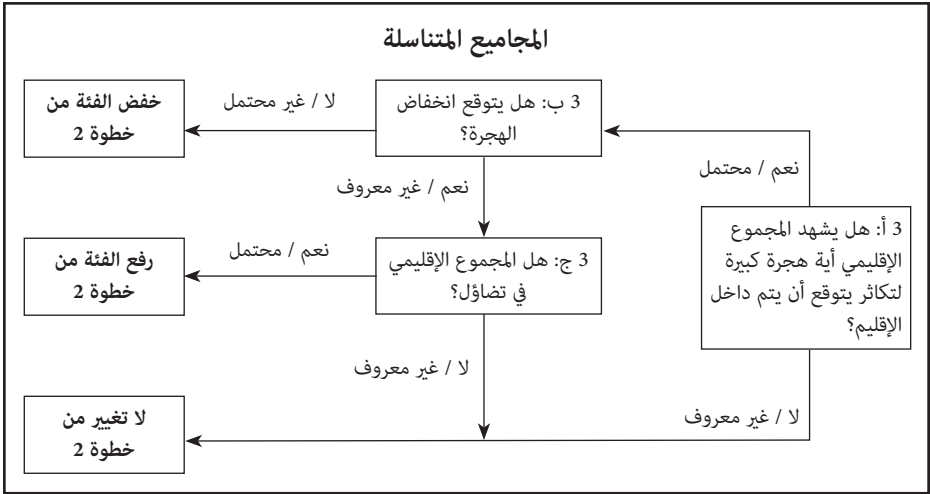 المجاميع المتناسلة
3 أ: هل يشهد المجموع
الإقليمي أية هجرة كبيرة
لتكاثر يتوقع أن يتم داخل
الإقليم؟
نعم / محتمل
3 ب: هل يتوقع انخفاض
الهجرة؟
لا / غير محتمل
خفض الفئة من
خطوة 2
نعم / غير معروف
3 ج: هل المجموع الإقليمي
في تضاؤل؟
نعم / محتمل
رفع الفئة من
خطوة 2
لا / غير معروف
لا / غير معروف
لا تغيير من
خطوة 2